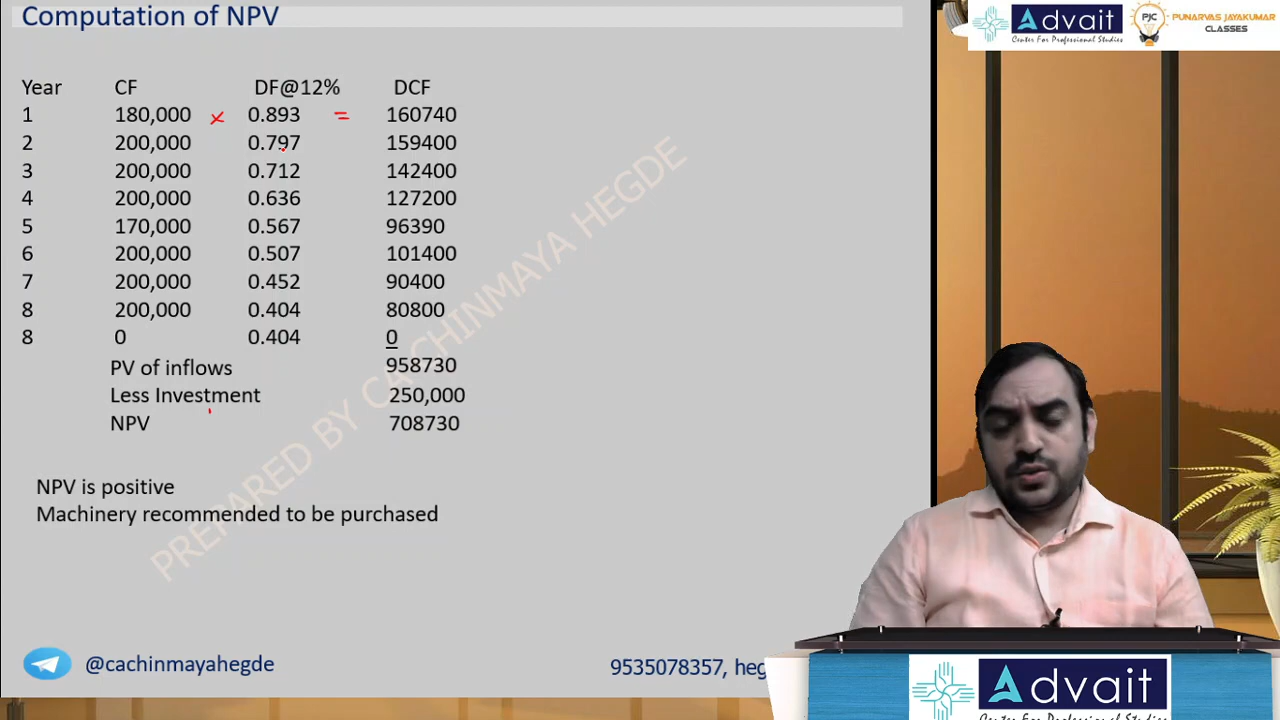 Computation of NPV
Year CF DF@12% DCF
1 180,000 × 0.893 = 160740
2 200,000 0.797 159400
3 200,000 0.712 142400
4 200,000 0.636 127200
5 170,000 0.567 96390
6 200,000 0.507 101400
7 200,000 0.452 90400
8 200,000 0.404 80800
8 0 0.404 0
PV of inflows 958730
Less Investment 250,000
NPV 708730
NPV is positive
Machinery recommended to be purchased
PREPARED BY CA CHINMAYA HEGDE
@cachinmayahegde
9535078357, heg
Advait
Center For Professional Studies
PJC PUNARVAS JAYAKUMAR
CLASSES
Advait